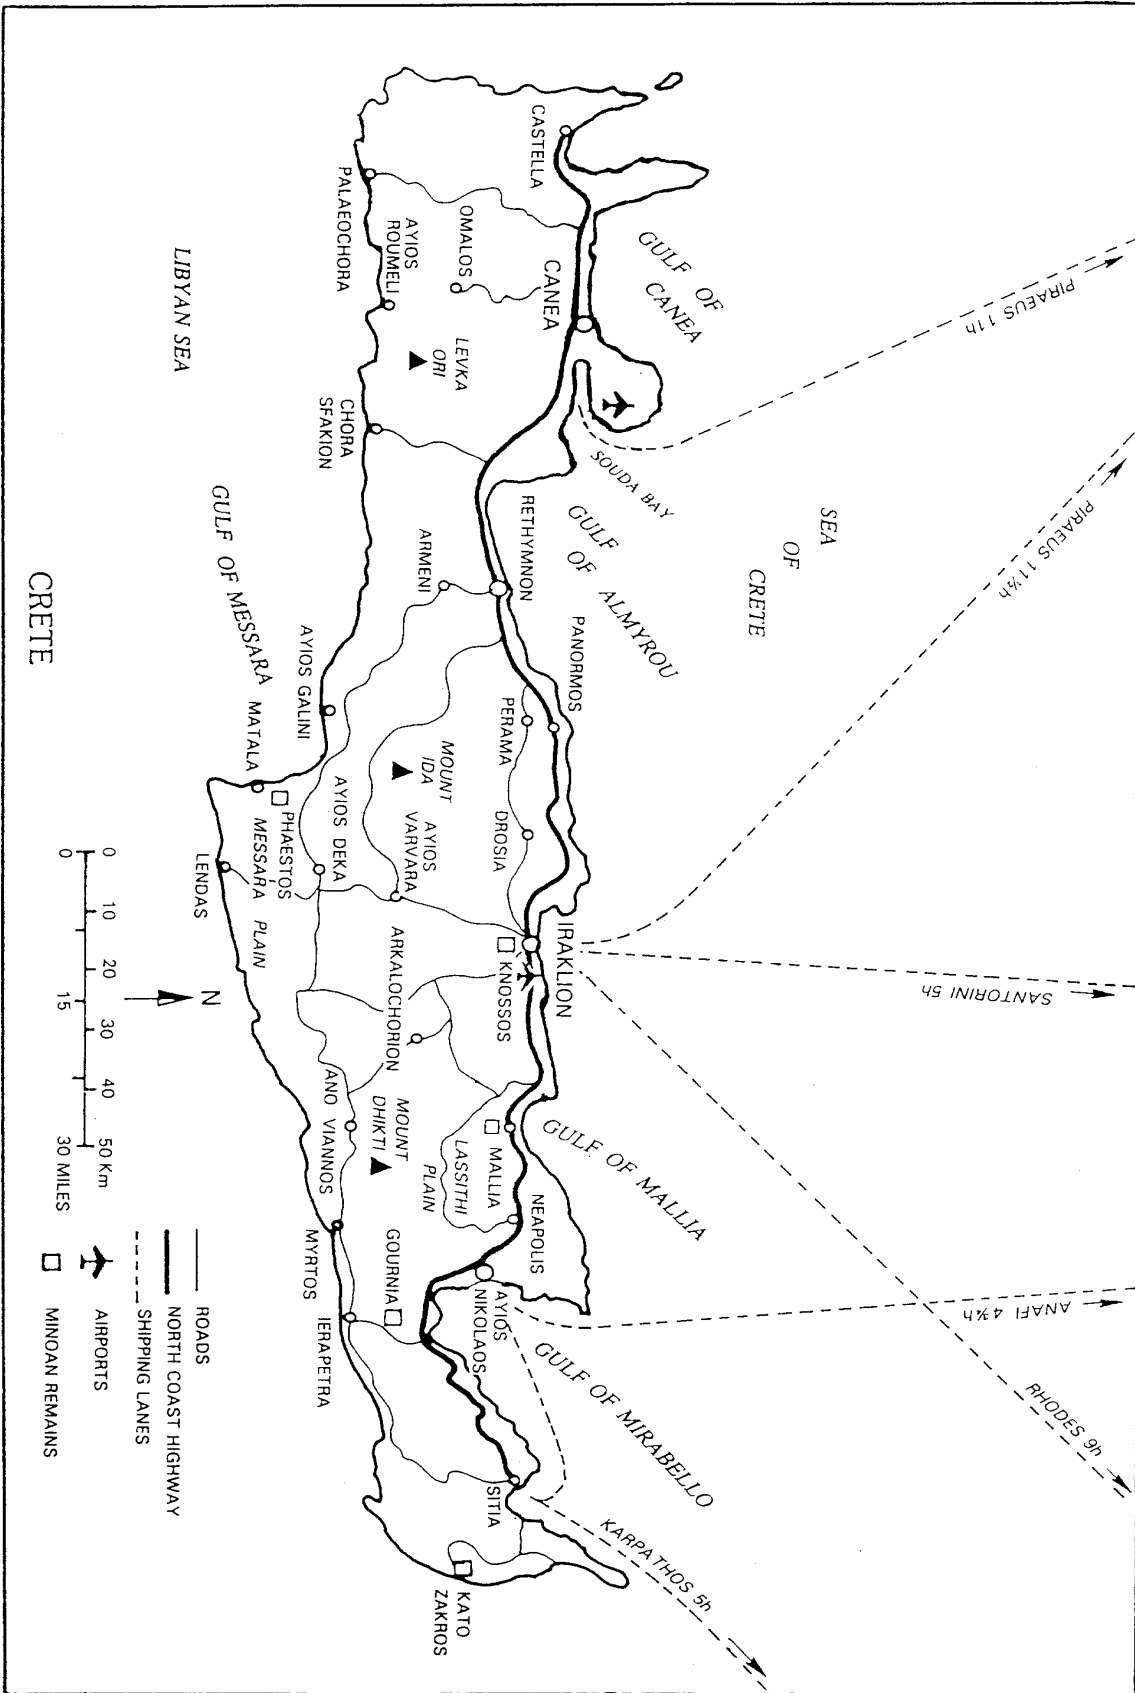 PIRAEUS 11h
PIRAEUS 11½h
SANTORINI 5h
ANAFI 4¾h
RHODES 9h
KARPATHOS 5h
SEA
OF
CRETE
GULF OF
CANEA
SOUDA BAY
GULF
OF ALMYROU
GULF OF MALLIA
GULF OF MIRABELLO
CASTELLA
CANEA
RETHYMNON
PANORMOS
PERAMA
DROSIA
IRAKLION
KNOSSOS
MALLIA
NEAPOLIS
AYIOS
NIKOLAOS
SITIA
KATO
ZAKROS
OMALOS
AYIOS
ROUMELI
LEVKA
ORI
PALAEOCHORA
CHORA
SFAKION
ARMENI
MOUNT
IDA
AYIOS
VARVARA
ARKALOCHORION
LASSITHI
PLAIN
MOUNT
DHIKTI
GOURNIA
AYIOS GALINI
AYIOS DEKA
ANO VIANNOS
MYRTOS
IERAPETRA
MATALA
PHAESTOS
MESSARA PLAIN
LENDAS
LIBYAN SEA
GULF OF MESSARA
CRETE
N
0 10 20 30 40 50 Km
0 15 30 MILES
ROADS
NORTH COAST HIGHWAY
SHIPPING LANES
AIRPORTS
MINOAN REMAINS